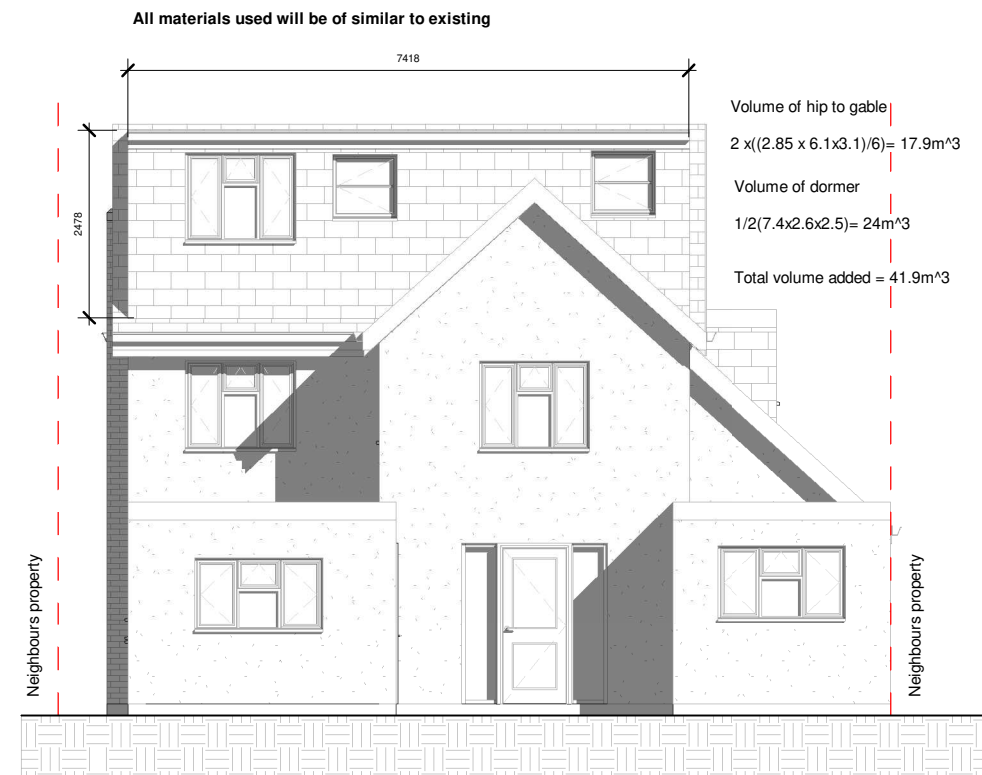 All materials used will be of similar to existing
7418
2478
Volume of hip to gable
2 x((2.85 x 6.1x3.1)/6)= 17.9m^3
Volume of dormer
1/2(7.4x2.6x2.5)= 24m^3
Total volume added = 41.9m^3
Neighbours property
Neighbours property